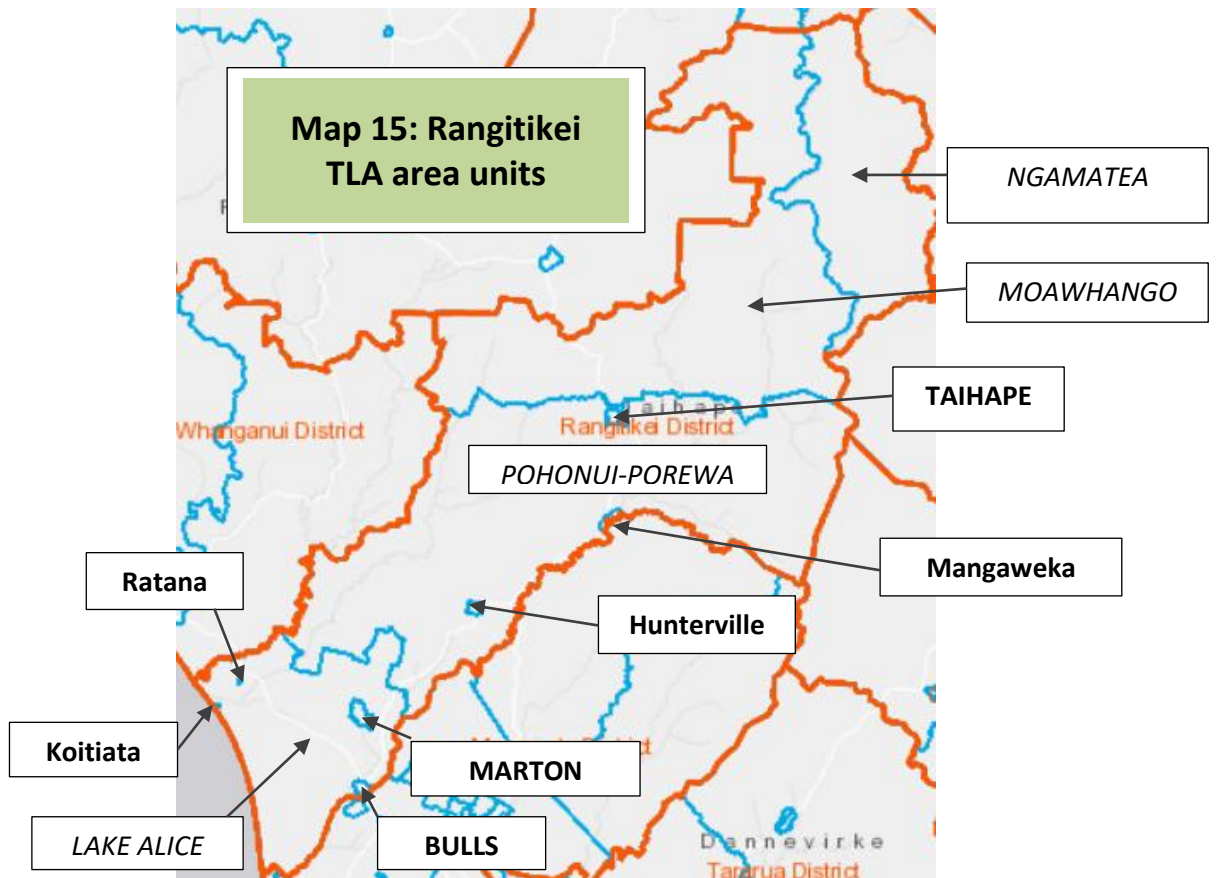 Map 15: Rangitikei
TLA area units
NGAMATEA
MOAWHANGO
TAIHAPE
aihape
Whanganui District
Rangitikei District
POHONUI-POREWA
Mangaweka
Ratana
Hunterville
Koitiata
MARTON
LAKE ALICE
BULLS
Dannevirke
Tararua District